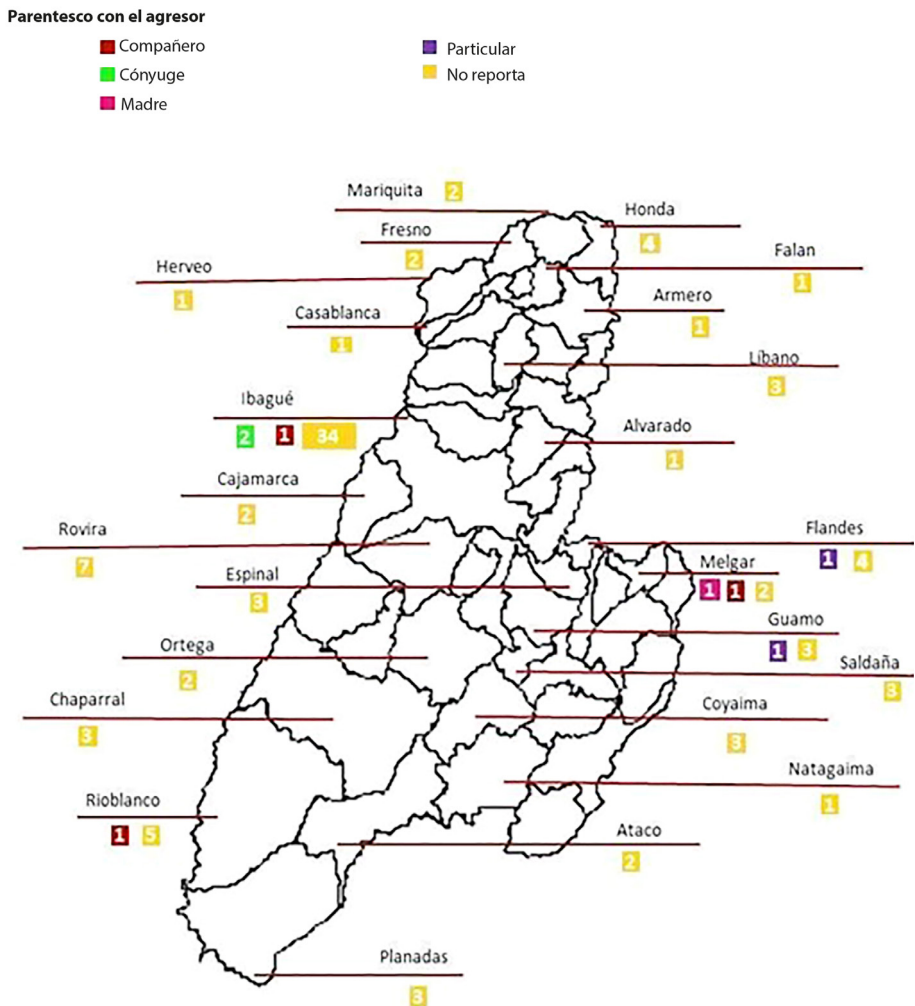 Parentesco con el agresor
Compañero
Particular
Cónyuge
No reporta
Madre
Mariquita 2
Honda
4
Fresno
2
Falan
1
Herveo
1
Armero
1
Casablanca
1
Líbano
3
Ibagué
2 1 34
Alvarado
1
Cajamarca
2
Rovira
7
Flandes
1 4
Melgar
1 1 2
Espinal
3
Guamo
1 3
Ortega
2
Saldaña
3
Chaparral
3
Coyaima
3
Natagaima
1
Rioblanco
1 5
Ataco
2
Planadas
3